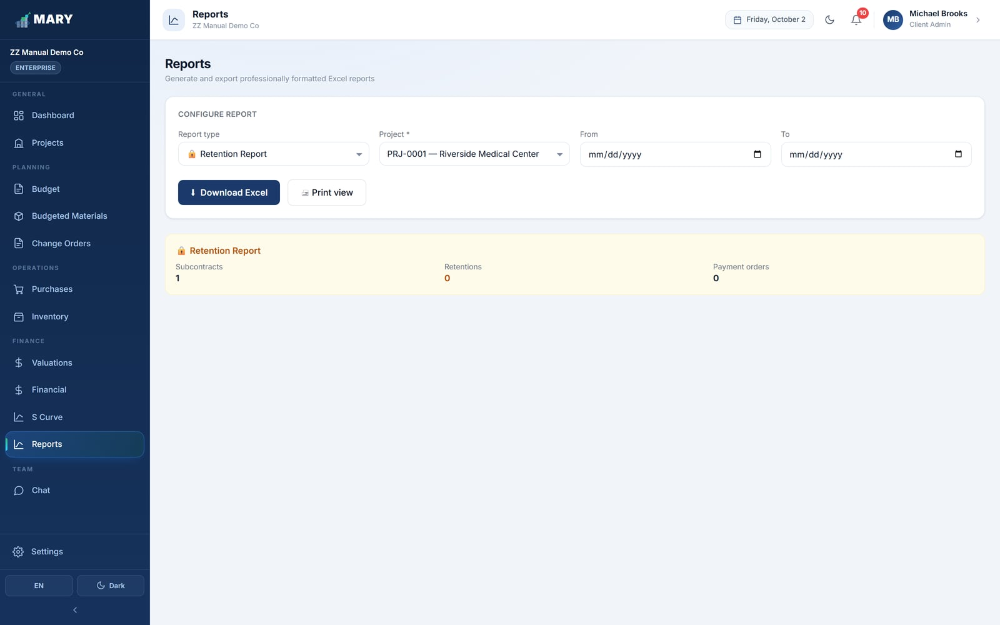 MARY
ZZ Manual Demo Co
ENTERPRISE
GENERAL
Dashboard
Projects
PLANNING
Budget
Budgeted Materials
Change Orders
OPERATIONS
Purchases
Inventory
FINANCE
Valuations
Financial
S Curve
Reports
TEAM
Chat
Settings
EN
Dark
Reports
ZZ Manual Demo Co
Friday, October 2
10
MB
Michael Brooks
Client Admin
Reports
Generate and export professionally formatted Excel reports
CONFIGURE REPORT
Report type
Project *
From
To
Retention Report
PRJ-0001 — Riverside Medical Center
mm/dd/yyyy
mm/dd/yyyy
Download Excel
Print view
Retention Report
Subcontracts
Retentions
Payment orders
1
0
0